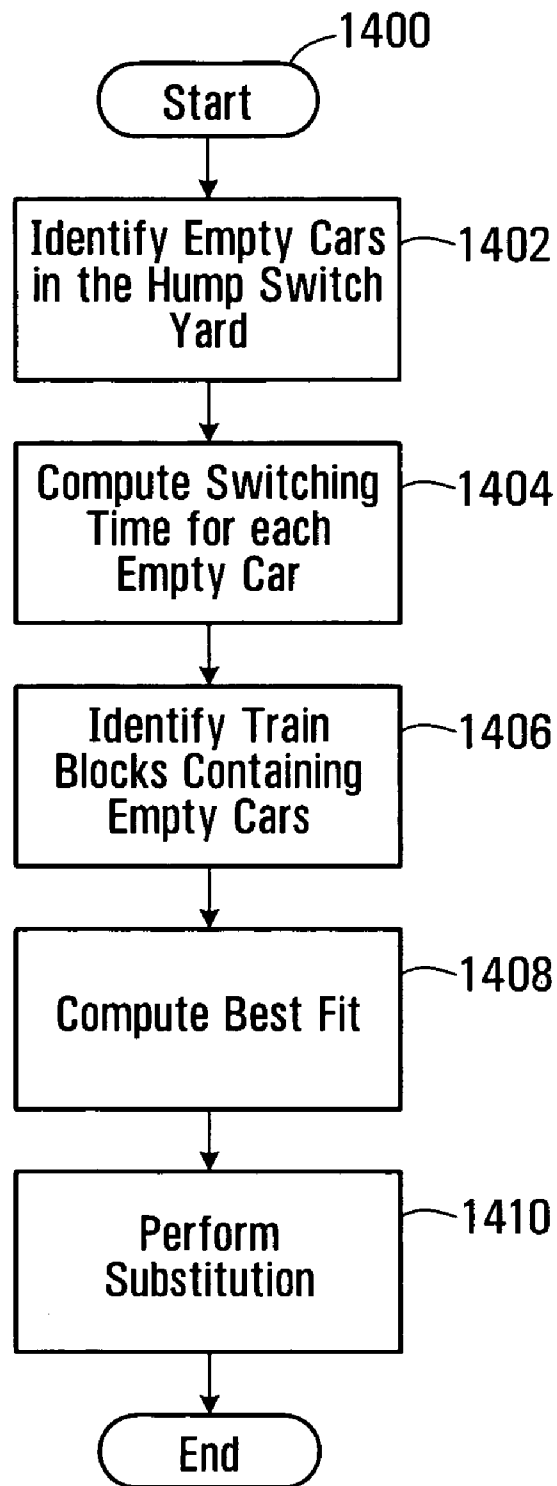 1400
Start
Identify Empty Cars
in the Hump Switch
Yard
1402
Compute Switching
Time for each
Empty Car
1404
Identify Train
Blocks Containing
Empty Cars
1406
Compute Best Fit
1408
Perform
Substitution
1410
End